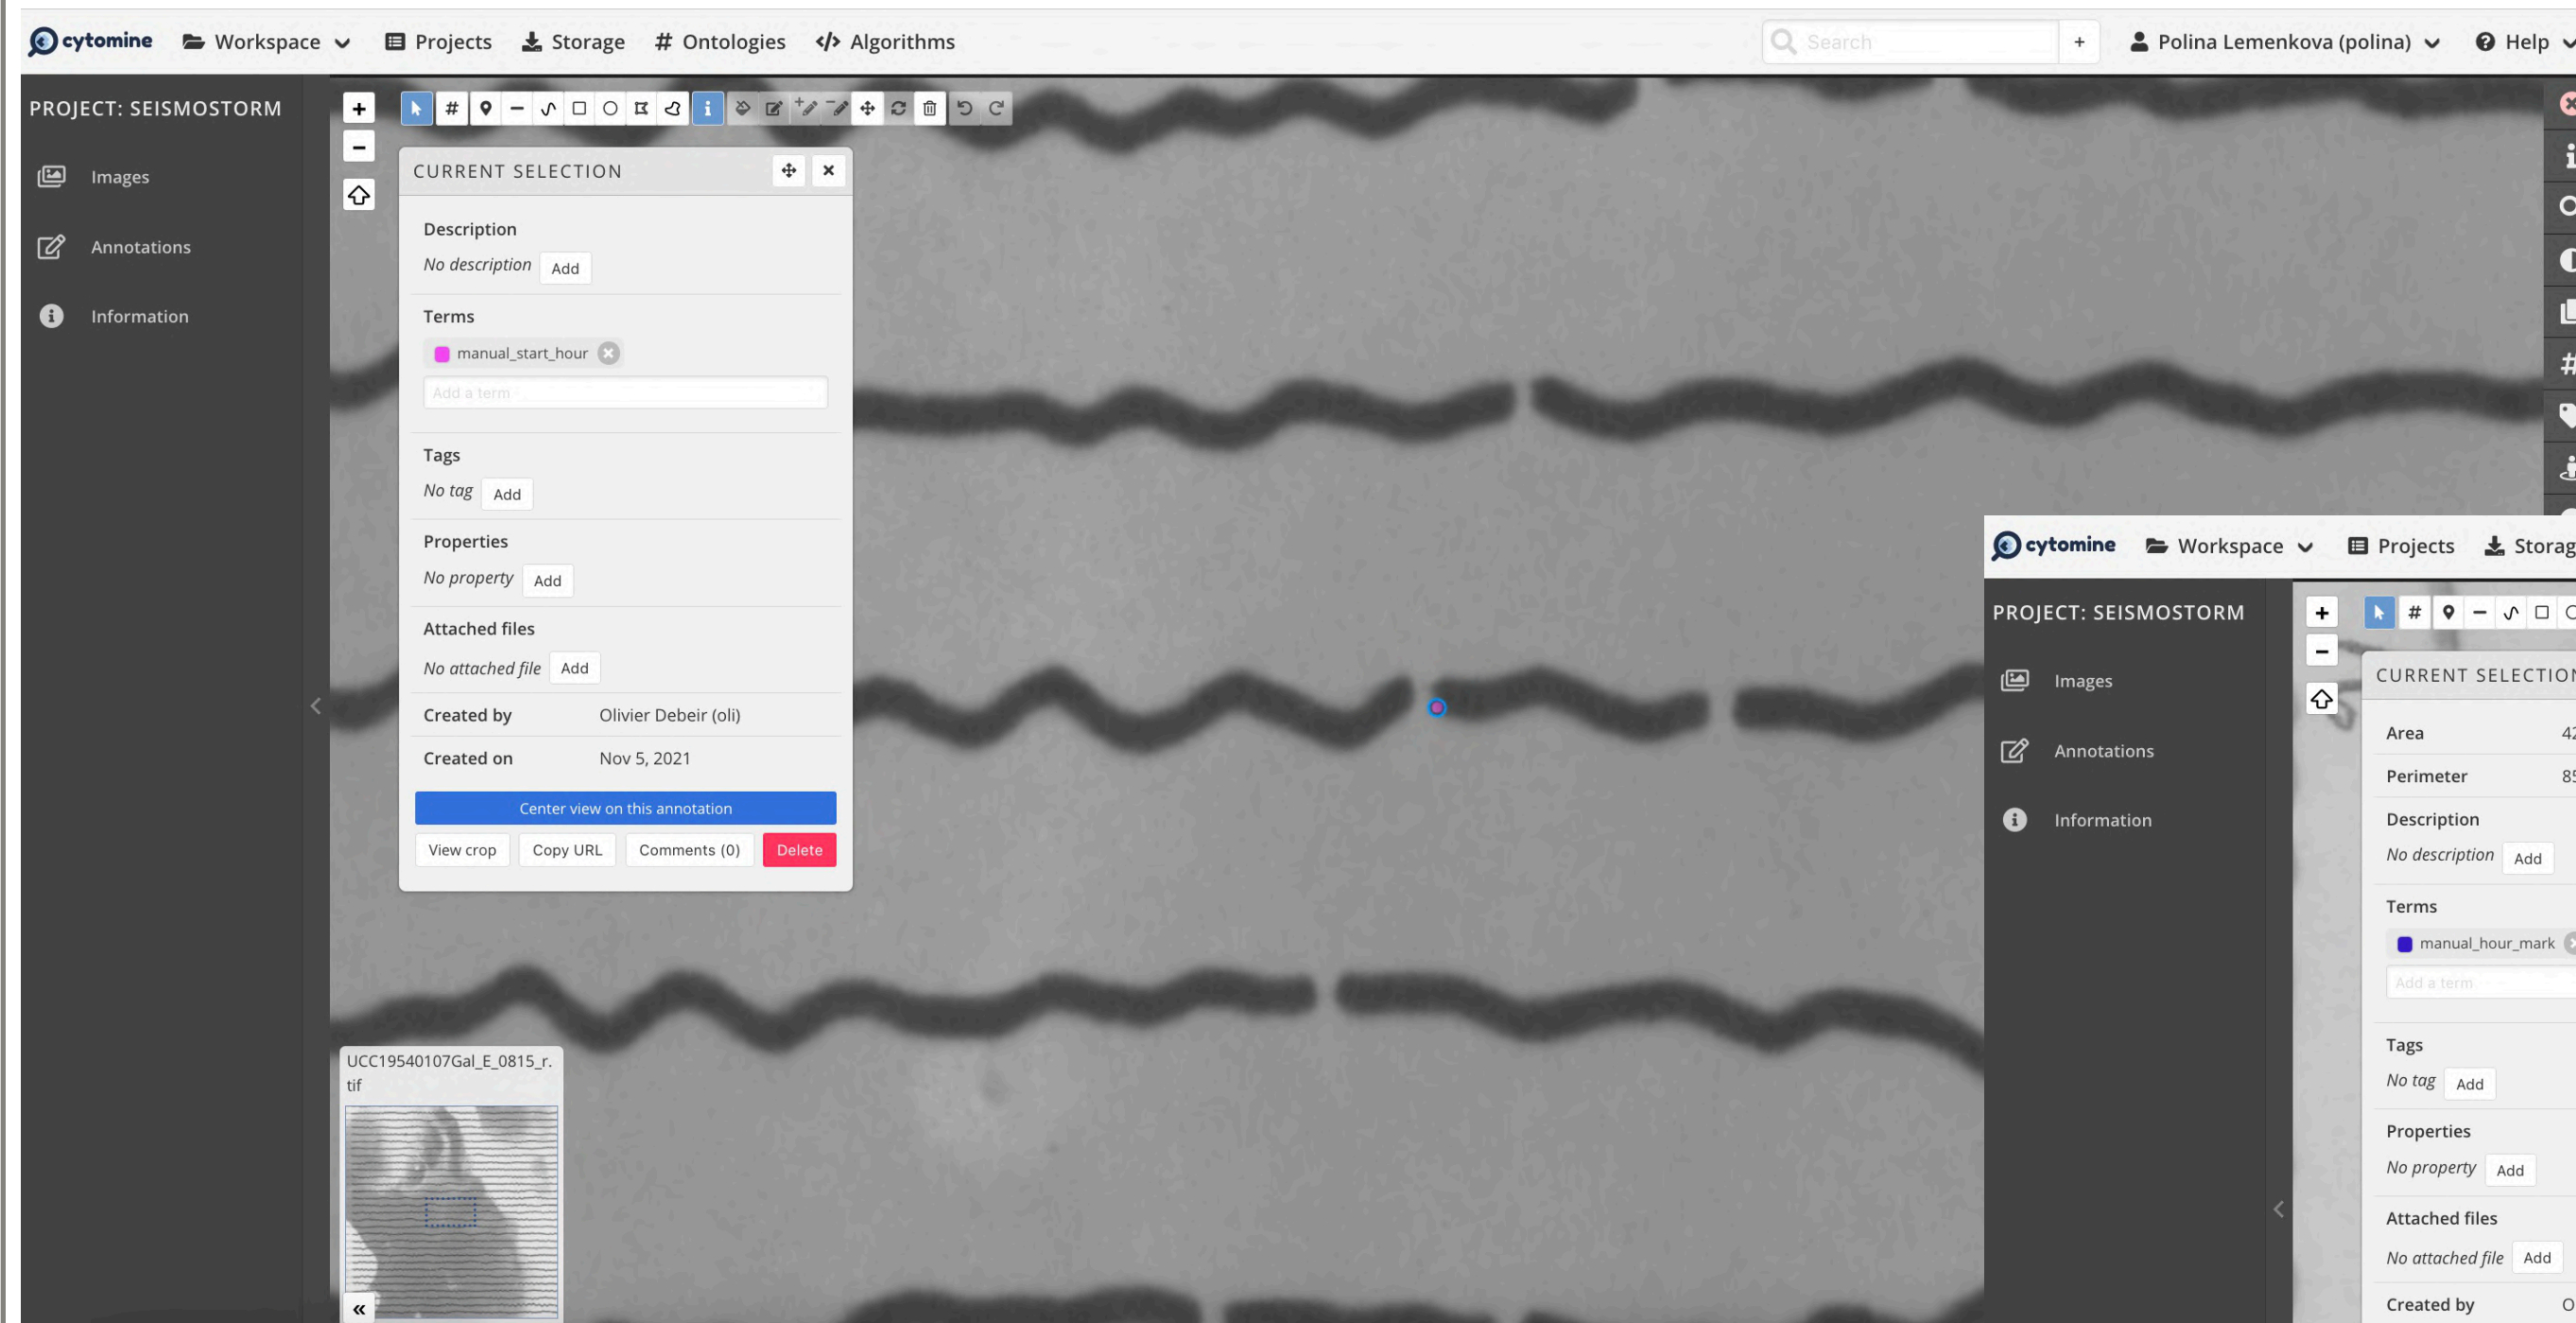 cytomine Workspace Projects Storage # Ontologies </> Algorithms Search + Polina Lemenkova (polina) Help
PROJECT: SEISMOSTORM
Images
Annotations
Information
CURRENT SELECTION
Description
No description Add
Terms
manual_start_hour
Add a term
Tags
No tag Add
Properties
No property Add
Attached files
No attached file Add
Created by Olivier Debeir (oli)
Created on Nov 5, 2021
Center view on this annotation
View crop Copy URL Comments (0) Delete
UCC19540107Gal_E_0815_r.
tif
cytomine Workspace Projects
PROJECT: SEISMOSTORM
Images
Annotations
Information
CURRENT SELECTION
Area
Perimeter
Description
No description Add
Terms
manual_hour_mark
Add a term
Tags
No tag Add
Properties
No property Add
Attached files
No attached file Add
Created by